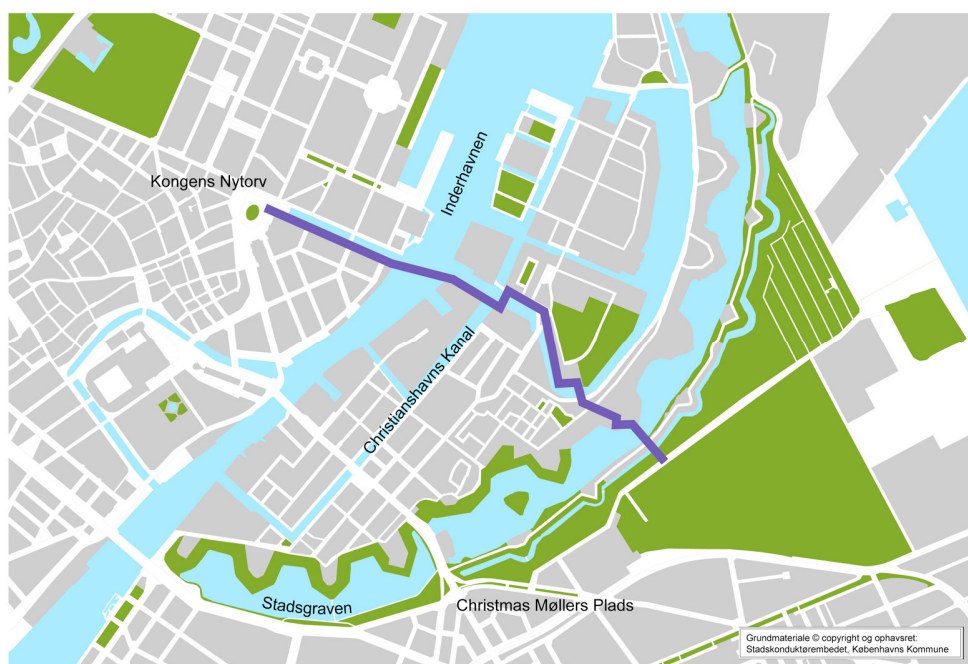 Kongens Nytorv
Inderhavnen
Christianshavns Kanal
Stadsgraven
Christmas Møllers Plads
Grundmateriale © copyright og ophavsret:
Stadskonduktørembedet, Københavns Kommune